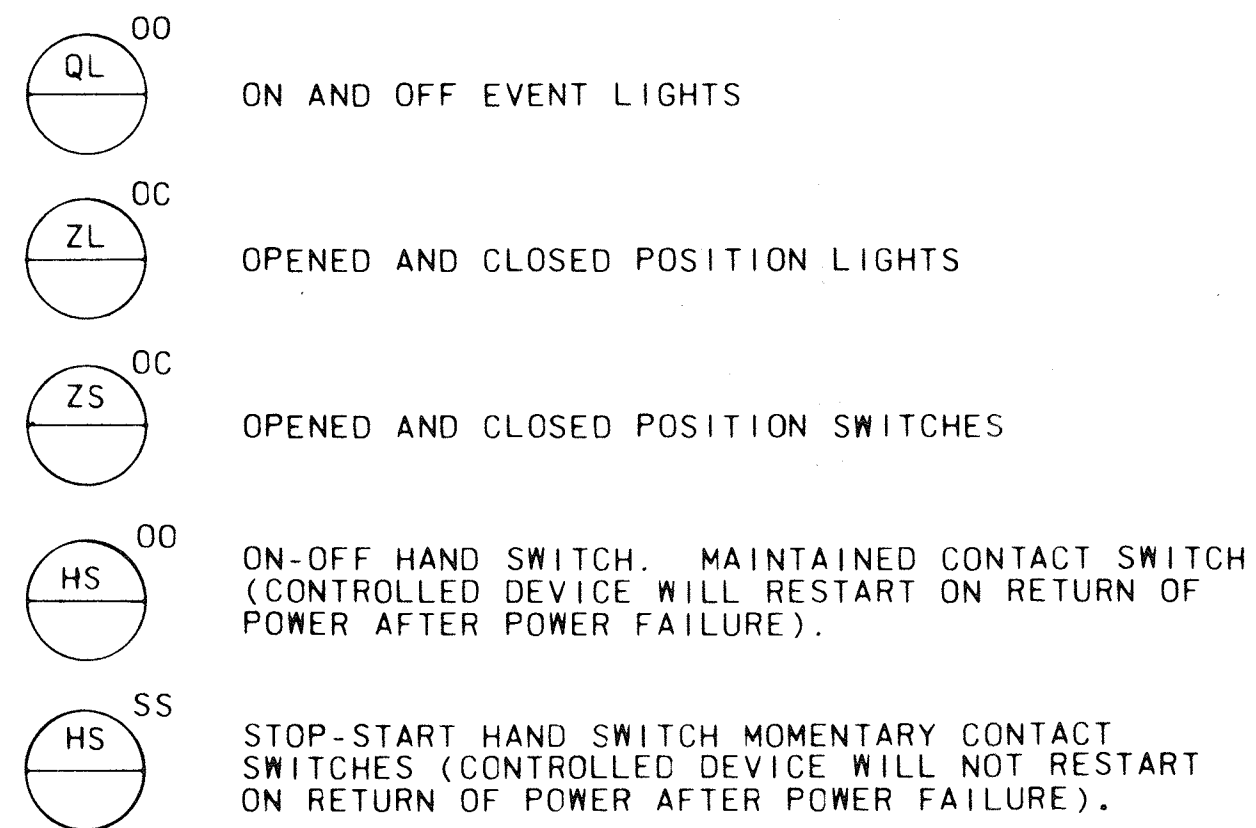 OO
QL
ON AND OFF EVENT LIGHTS
OC
ZL
OPENED AND CLOSED POSITION LIGHTS
OC
ZS
OPENED AND CLOSED POSITION SWITCHES
OO
HS
ON-OFF HAND SWITCH. MAINTAINED CONTACT SWITCH
(CONTROLLED DEVICE WILL RESTART ON RETURN OF
POWER AFTER POWER FAILURE).
SS
HS
STOP-START HAND SWITCH MOMENTARY CONTACT
SWITCHES (CONTROLLED DEVICE WILL NOT RESTART
ON RETURN OF POWER AFTER POWER FAILURE).